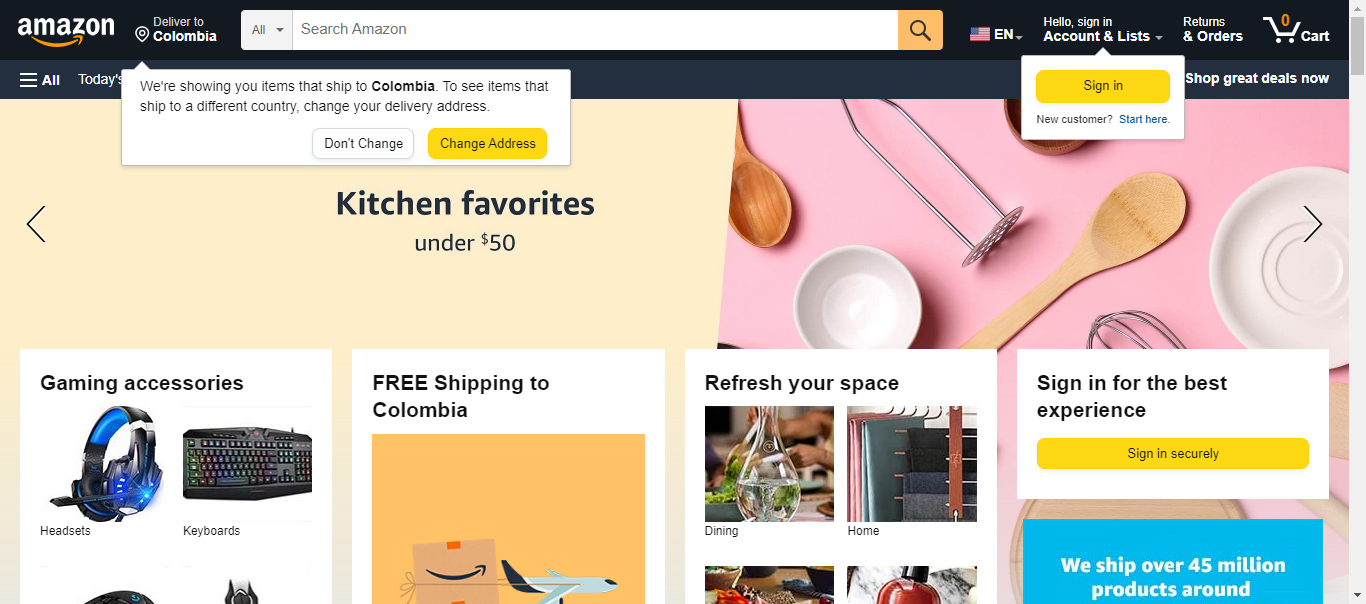 amazon
Deliver to
Colombia
All
Search Amazon
EN
Hello, sign in
Account & Lists
Returns
& Orders
0
Cart
All
Today's
Shop great deals now
We're showing you items that ship to Colombia. To see items that
ship to a different country, change your delivery address.
Don't Change
Change Address
Sign in
New customer? Start here.
Kitchen favorites
under $50
Gaming accessories
Headsets
Keyboards
FREE Shipping to
Colombia
Refresh your space
Dining
Home
Sign in for the best
experience
Sign in securely
We ship over 45 million
products around